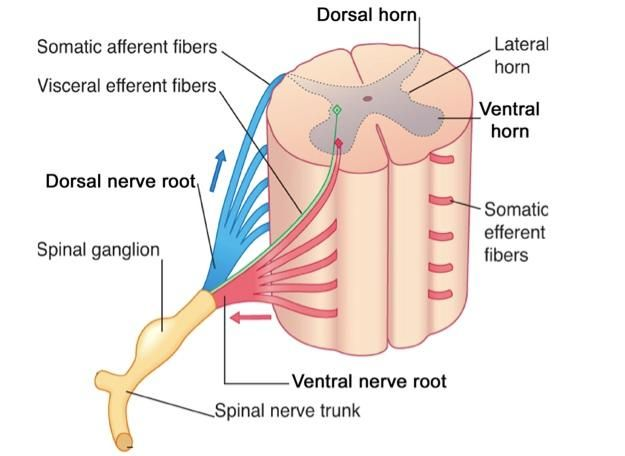 Dorsal horn
Somatic afferent fibers
Lateral
horn
Visceral efferent fibers
Ventral
horn
Dorsal nerve root
Somatic
efferent
fibers
Spinal ganglion
Ventral nerve root
Spinal nerve trunk